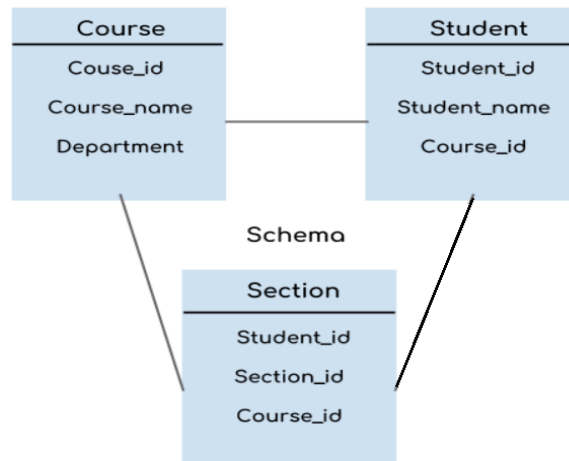 Course
Couse_id
Course_name
Department
Student
Student_id
Student_name
Course_id
Schema
Section
Student_id
Section_id
Course_id